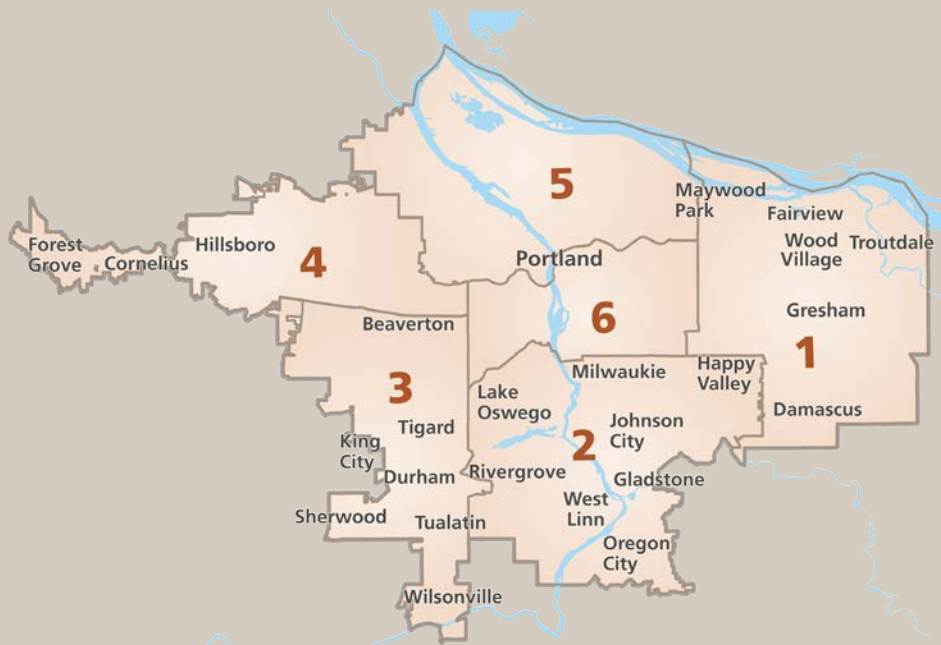 5
Maywood
Park
Fairview
Forest
Grove
Cornelius
Hillsboro
4
Portland
Wood
Village
Troutdale
6
Gresham
Beaverton
1
3
Milwaukie
Happy
Valley
Lake
Oswego
Damascus
King
City
Tigard
2
Johnson
City
Durham
Rivergrove
Gladstone
Sherwood
Tualatin
West
Linn
Oregon
City
Wilsonville